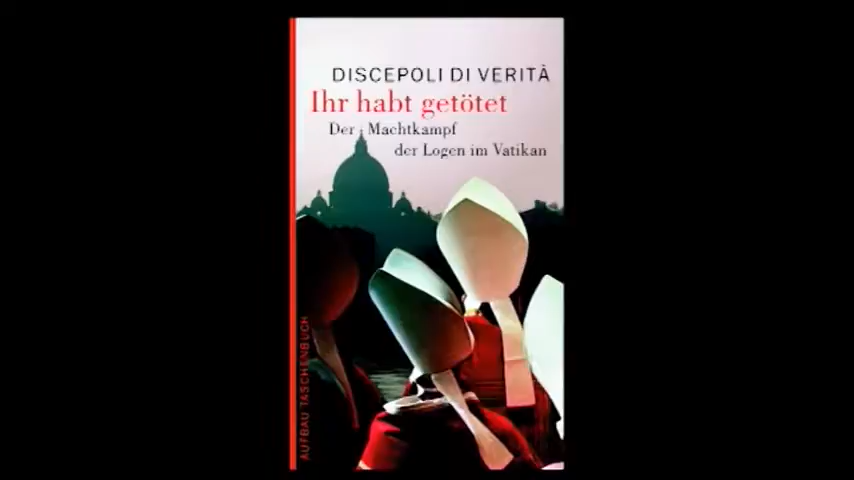 DISCEPOLI DI VERITÀ
Ihr habt getötet
Der Machtkampf
der Logen im Vatikan
AUFBAU TASCHENBUCH